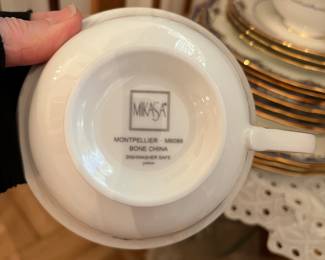 MIKASA
MONTPELLIER
BONE CHINA
DISHWASHER SAFE